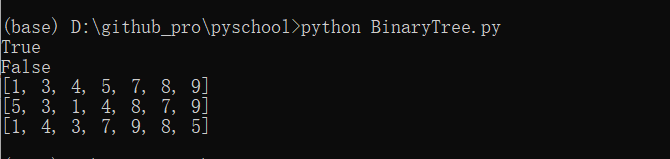 (base) D:\github_pro\pyschool>python BinaryTree.py
True
False
[1, 3, 4, 5, 7, 8, 9]
[5, 3, 1, 4, 8, 7, 9]
[1, 4, 3, 7, 9, 8, 5]